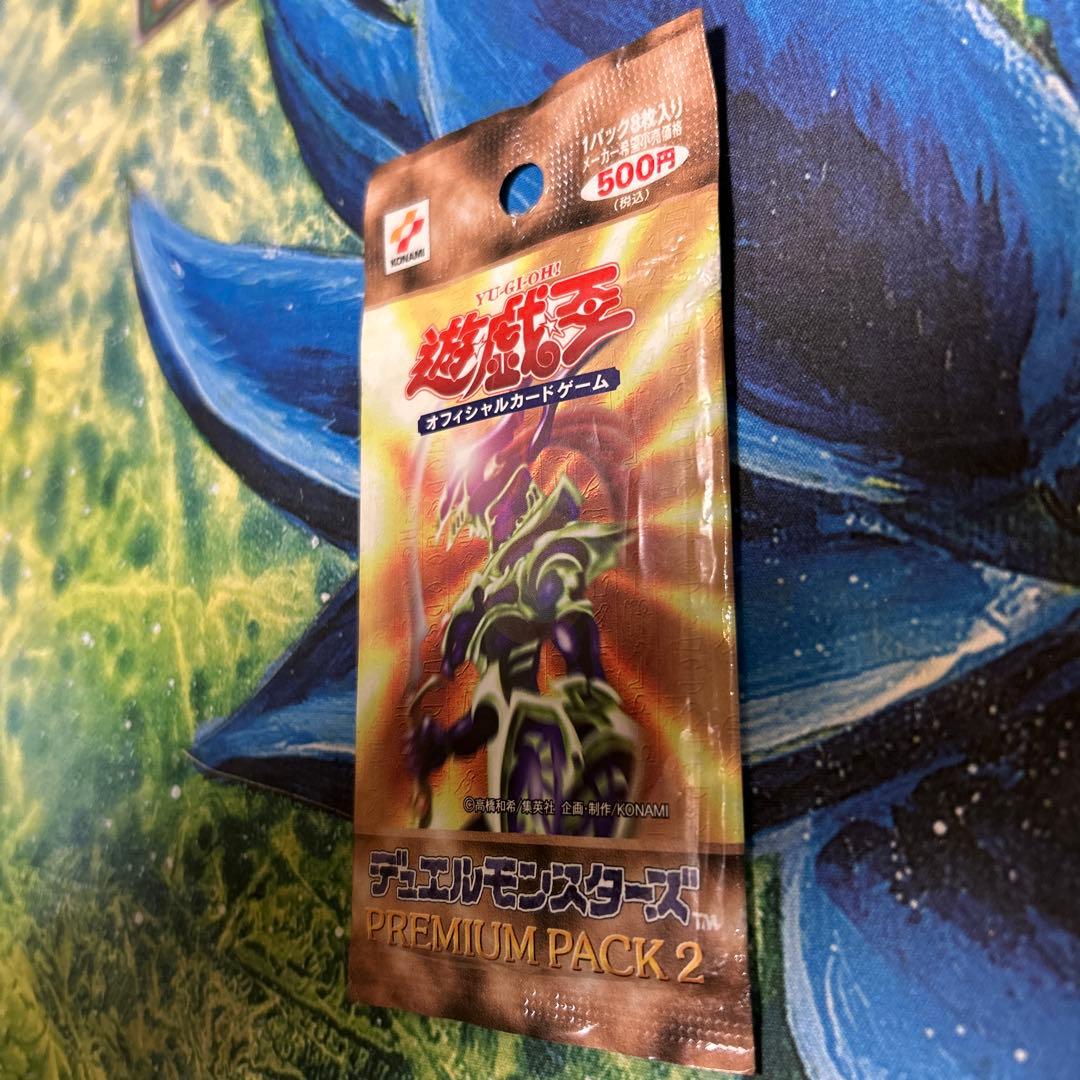 1パック8枚入り
メーカー希望小売価格
500円
(税込)
KONAMI
YU-GI-OH!
遊戯王
オフィシャルカードゲーム
©高橋和希/集英社 企画・制作/KONAMI
デュエルモンスターズ™
PREMIUM PACK 2